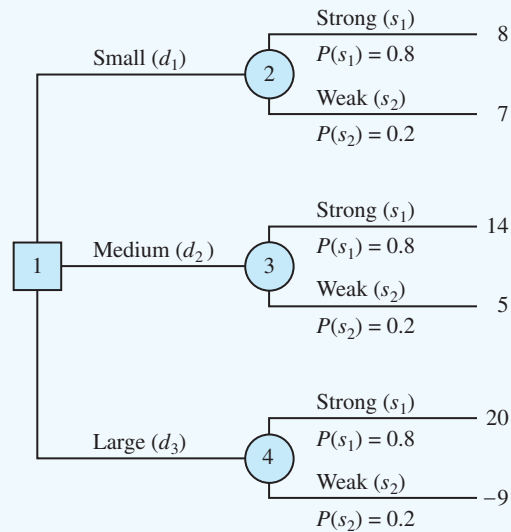 Strong (s₁)
8
P(s₁) = 0.8
Small (d₁)
2
Weak (s₂)
7
P(s₂) = 0.2
Strong (s₁)
14
P(s₁) = 0.8
1
Medium (d₂)
3
Weak (s₂)
5
P(s₂) = 0.2
Strong (s₁)
20
P(s₁) = 0.8
Large (d₃)
4
Weak (s₂)
−9
P(s₂) = 0.2